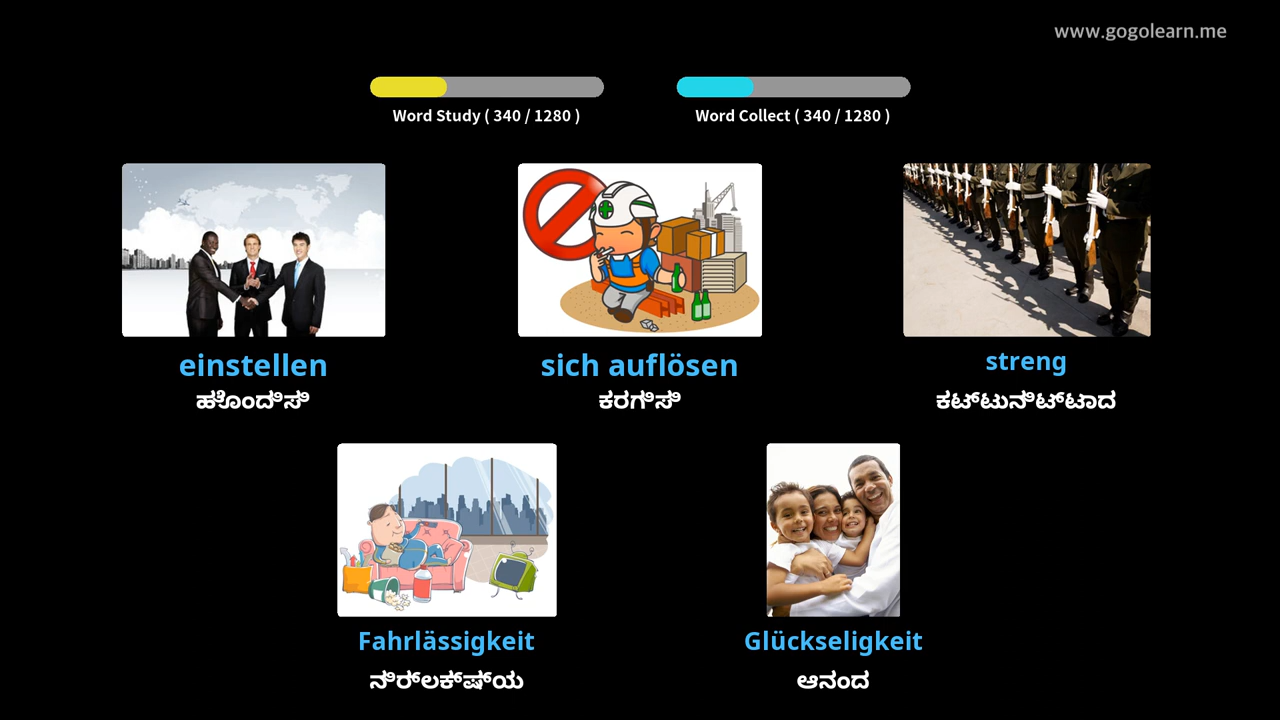 www.gogolearn.me
Word Study ( 340 / 1280 )
Word Collect ( 340 / 1280 )
einstellen
sich auflösen
streng
ಹೊಂದಿಸಿ
ಕರಗಿಸಿ
ಕಟ್ಟುನಿಟ್ಟಾದ
Fahrlässigkeit
Glückseligkeit
ನಿರ್ಲಕ್ಷ್ಯ
ಆನಂದ